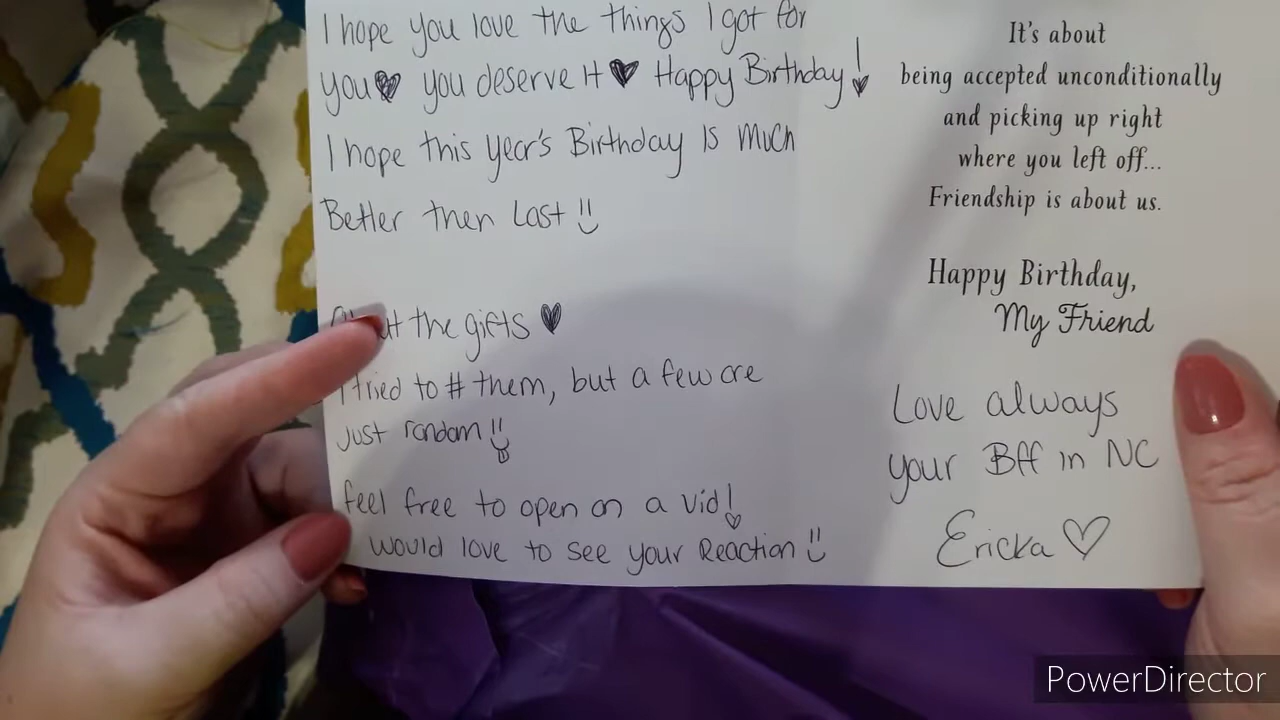 I hope you love the things I got for
you♥ you deserve It♥ Happy Birthday!
I hope this year's Birthday Is Much
Better then Last!!
the gifts ♥
I tried to # them, but a few are
just random!!
feel free to open on a vid!
would love to see your Reaction!!
It's about
being accepted unconditionally
and picking up right
where you left off...
Friendship is about us.
Happy Birthday,
My Friend
Love always
your Bff in NC
Ericka ♡
PowerDirector